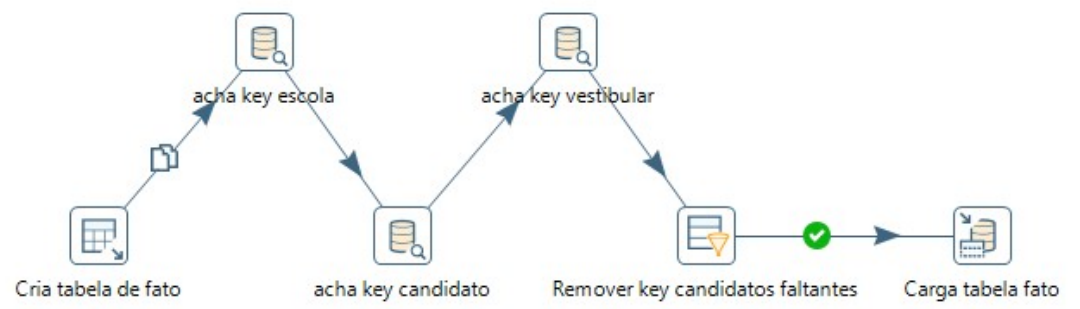 acha key escola
acha key vestibular
Cria tabela de fato
acha key candidato
Remover key candidatos faltantes
Carga tabela fato